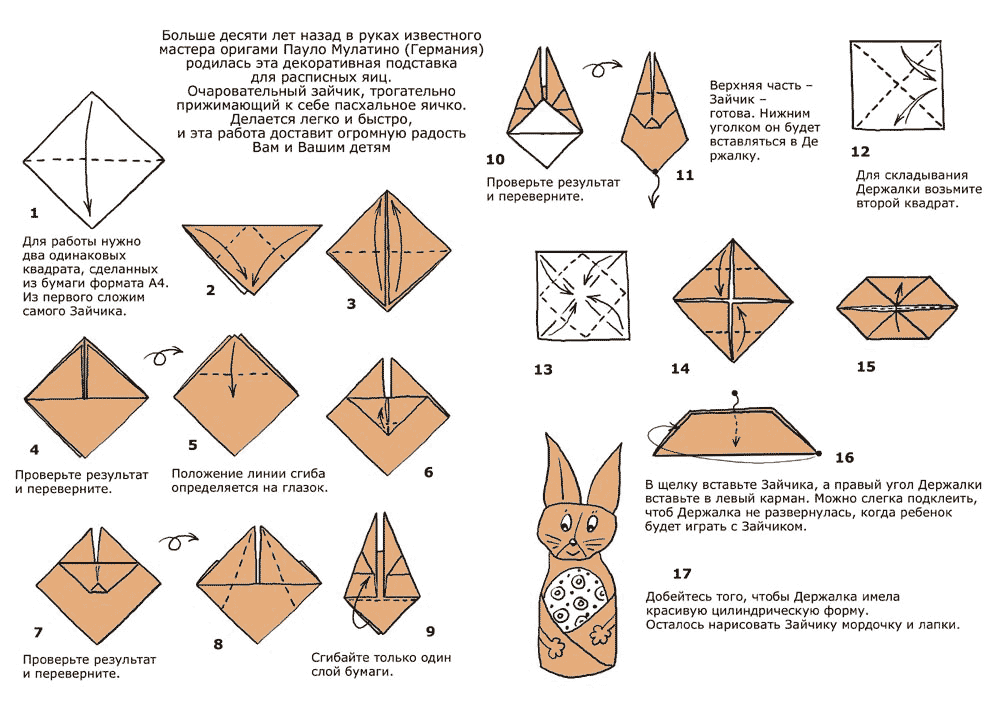 Больше десяти лет назад в руках известного
мастера оригами Пауло Мулатино (Германия)
родилась эта декоративная подставка
для расписных яиц.
Очаровательный зайчик, трогательно
прижимающий к себе пасхальное яичко.
Делается легко и быстро,
и эта работа доставит огромную радость
Вам и Вашим детям
1
Для работы нужно
два одинаковых
квадрата, сделанных
из бумаги формата А4.
Из первого сложим
самого Зайчика.
2
3
4
Проверьте результат
и переверните.
5
Положение линии сгиба
определяется на глазок.
6
7
Проверьте результат
и переверните.
8
9
Сгибайте только один
слой бумаги.
10
Проверьте результат
и переверните.
11
Верхняя часть –
Зайчик –
готова. Нижним
уголком он будет
вставляться в Де
ржалку.
12
Для складывания
Держалки возьмите
второй квадрат.
13
14
15
16
В щелку вставьте Зайчика, а правый угол Держалки
вставьте в левый карман. Можно слегка подклеить,
чтоб Держалка не развернулась, когда ребенок
будет играть с Зайчиком.
17
Добейтесь того, чтобы Держалка имела
красивую цилиндрическую форму.
Осталось нарисовать Зайчику мордочку и лапки.